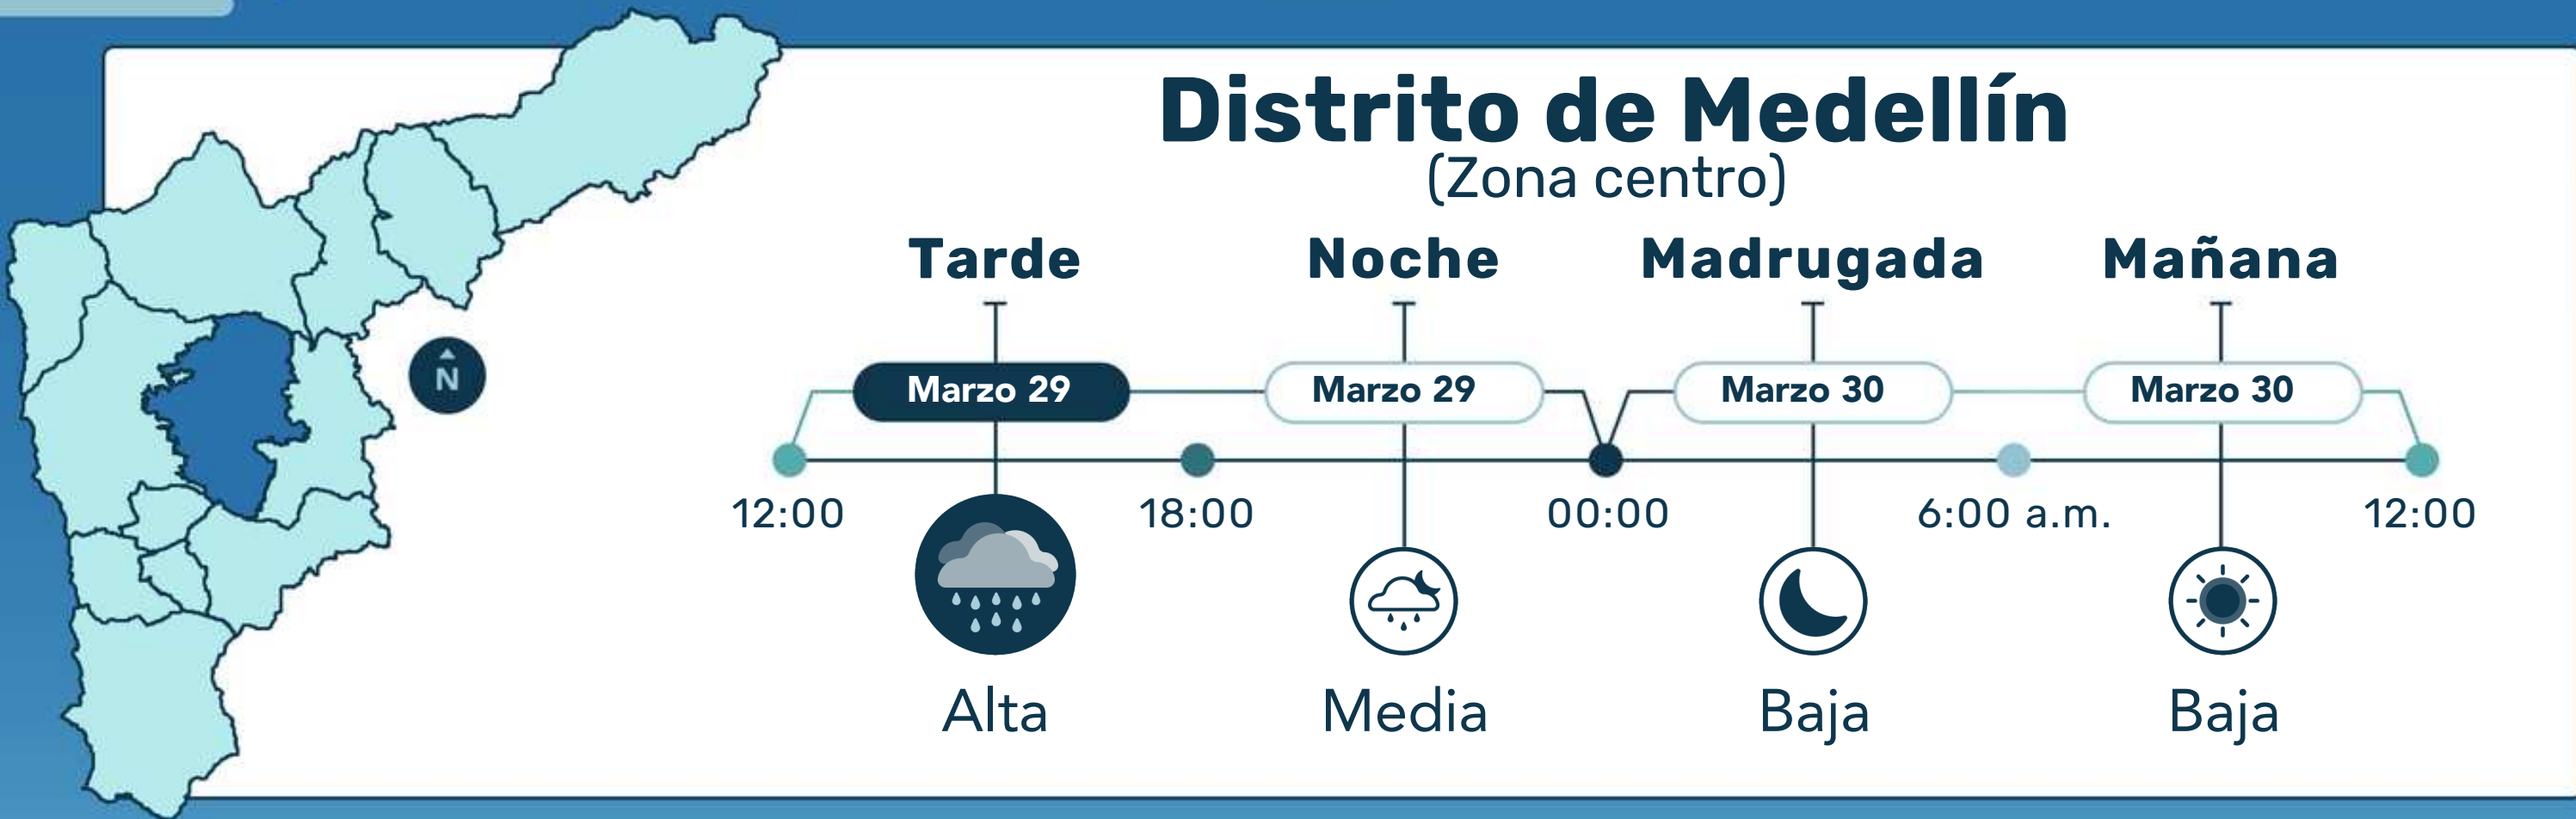 Distrito de Medellín
(Zona centro)
Tarde Noche Madrugada Mañana
N
Marzo 29 Marzo 29 Marzo 30 Marzo 30
12:00 18:00 00:00 6:00 a.m. 12:00
Alta Media Baja Baja